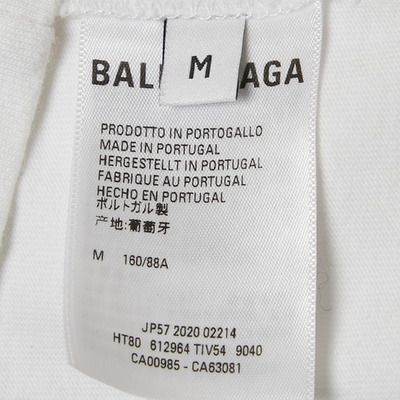 M
BAL AGA
PRODOTTO IN PORTOGALLO
MADE IN PORTUGAL
HERGESTELLT IN PORTUGAL
FABRIQUE AU PORTUGAL
HECHO EN PORTUGAL
ポルトガル製
产地:葡萄牙
M 160/88A
JP57 2020 02214
HT80 612964 TIV54 9040
CA00985 - CA63081